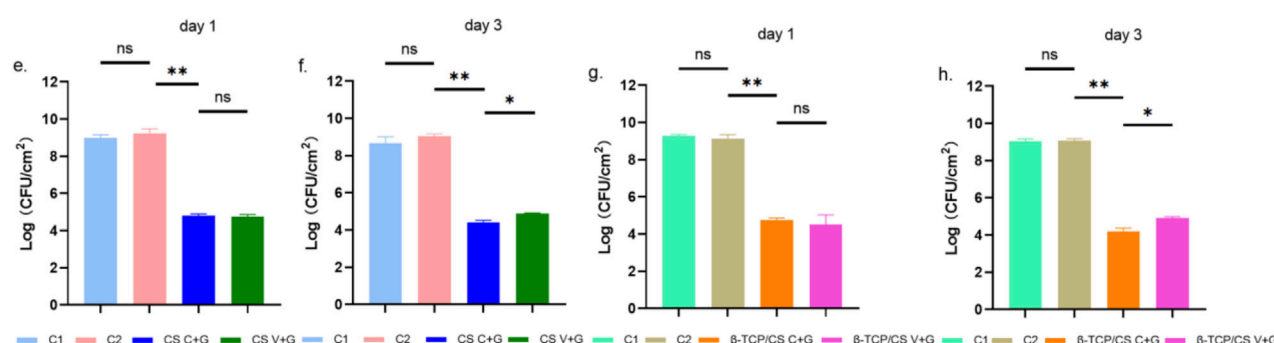 e.
day 1
ns
**
ns
Log (CFU/cm²)
12
10
8
6
4
2
0
C1 C2 CS C+G CS V+G
f.
day 3
ns
**
*
Log (CFU/cm²)
12
10
8
6
4
2
0
C1 C2 CS C+G CS V+G
g.
day 1
ns
**
ns
Log (CFU/cm²)
12
10
8
6
4
2
0
C1 C2 β-TCP/CS C+G β-TCP/CS V+G
h.
day 3
ns
**
*
Log (CFU/cm²)
12
10
8
6
4
2
0
C1 C2 β-TCP/CS C+G β-TCP/CS V+G